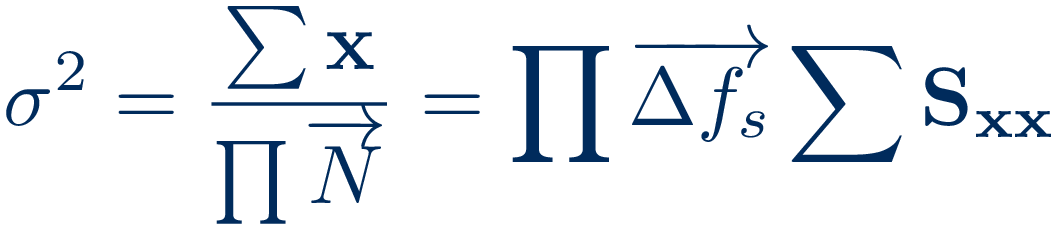 σ² = ∑ 𝐱 / ∏ N⃗ = ∏ Δf⃗ₛ ∑ 𝐒𝐱𝐱